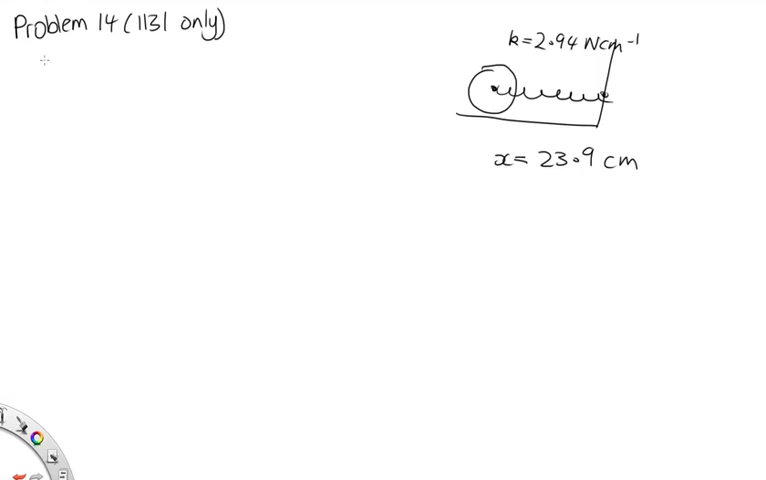 Problem 14 (1131 only)
k = 2.94 Ncm⁻¹
x = 23.9 cm